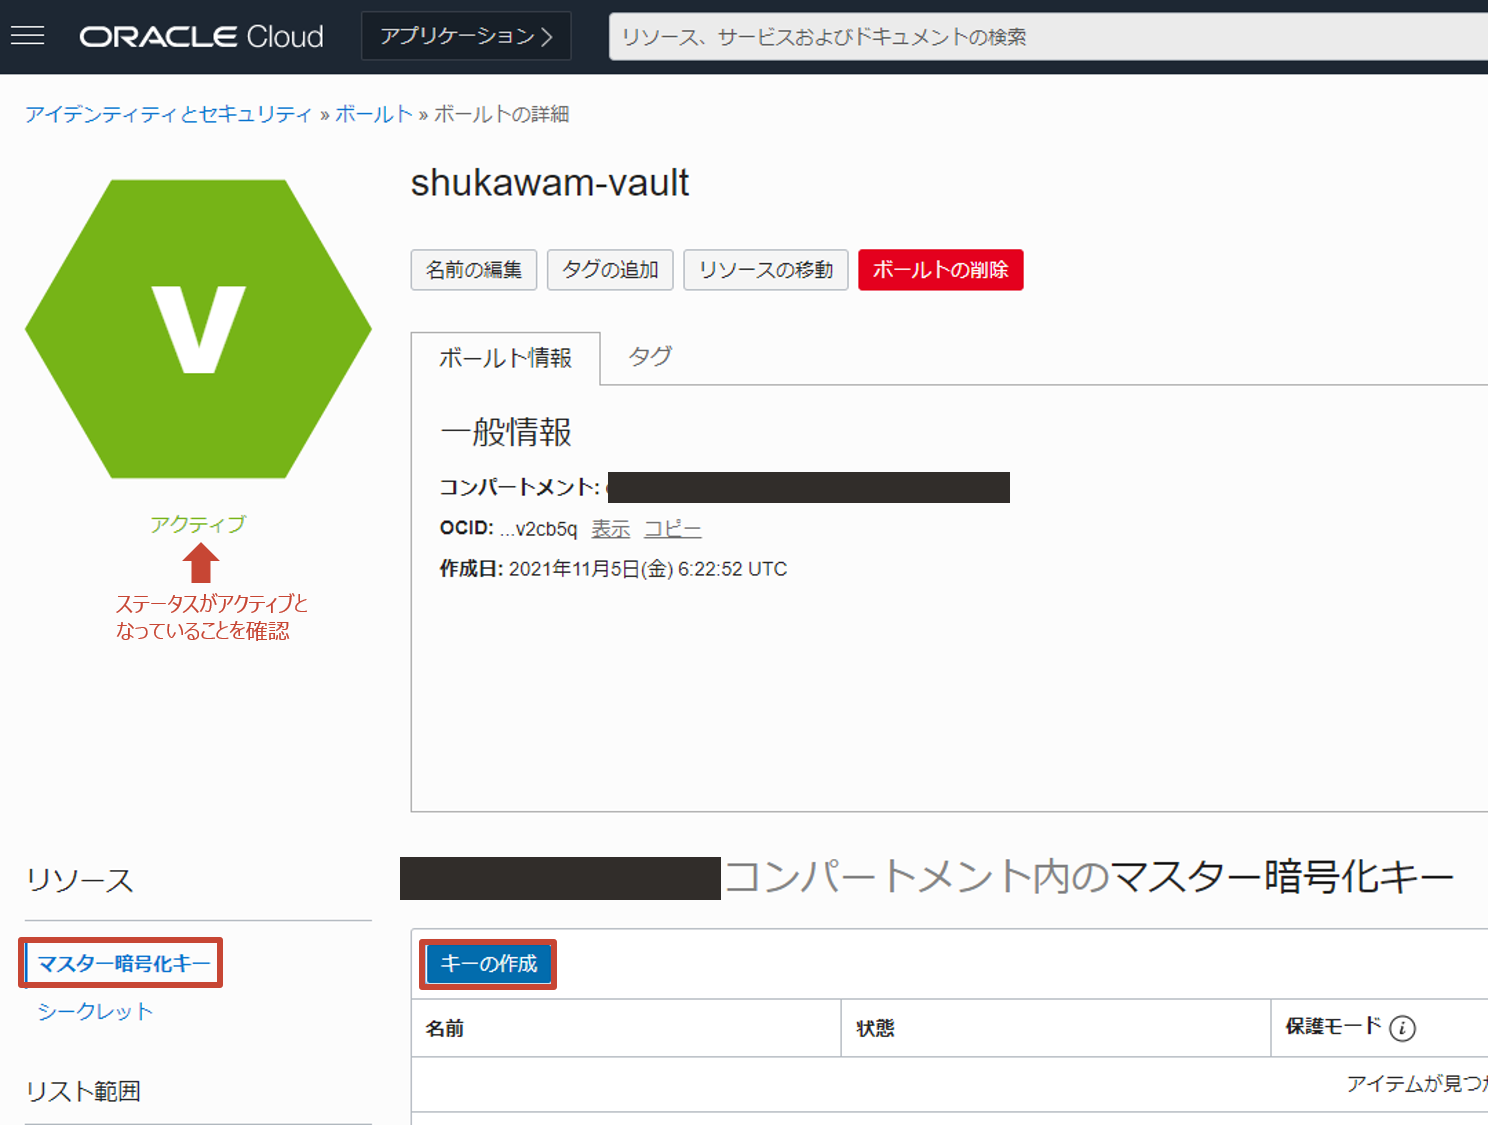 ORACLE Cloud
アプリケーション
リソース、サービスおよびドキュメントの検索
アイデンティティとセキュリティ » ボールト » ボールトの詳細
V
shukawam-vault
名前の編集
タグの追加
リソースの移動
ボールトの削除
ボールト情報
タグ
一般情報
コンパートメント:
OCID: ...v2cb5q 表示 コピー
作成日: 2021年11月5日(金) 6:22:52 UTC
アクティブ
ステータスがアクティブと
なっていることを確認
リソース
マスター暗号化キー
シークレット
リスト範囲
コンパートメント内のマスター暗号化キー
キーの作成
名前
状態
保護モード i
アイテムが見つ